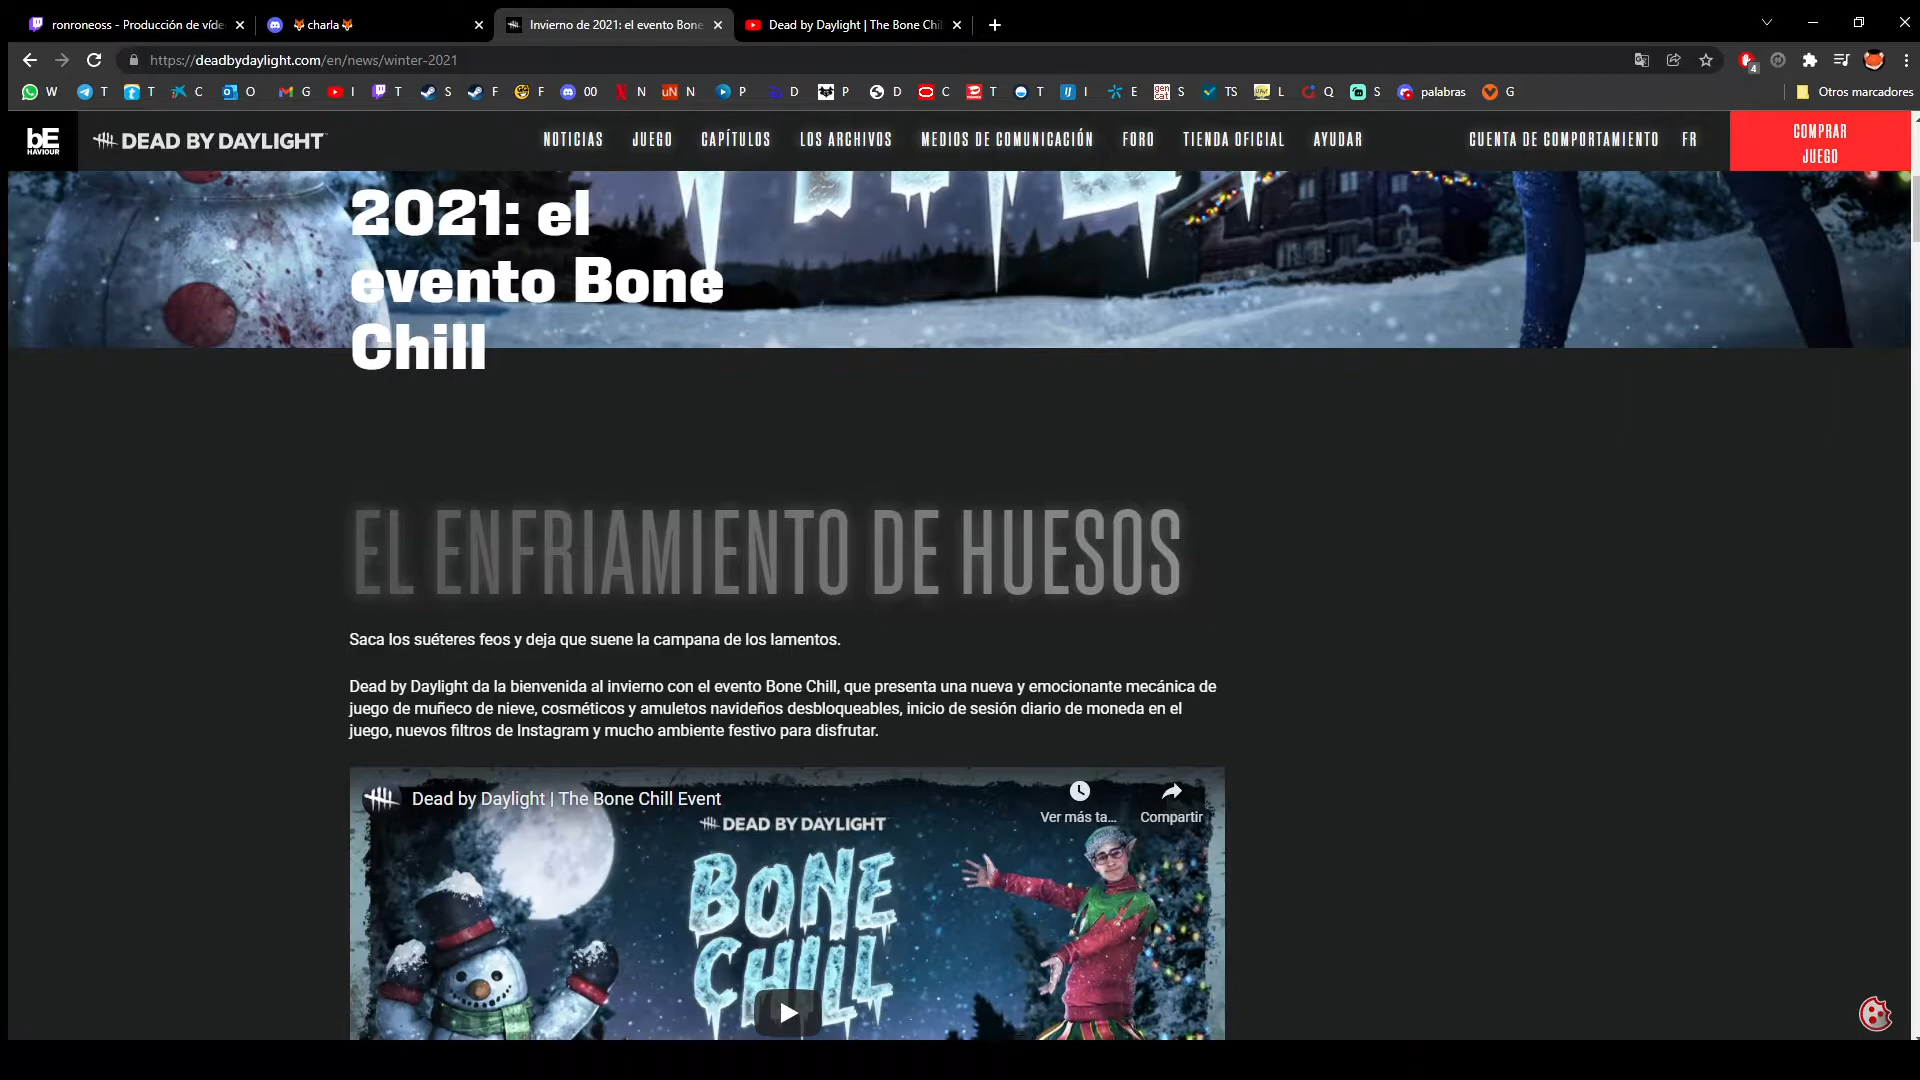 ronroneoss - Producción de víde
🦊 charla🦊
Invierno de 2021: el evento Bone
Dead by Daylight | The Bone Chil
https://deadbydaylight.com/en/news/winter-2021
4
W T T C O G I T S F F 00 N N P D P D C T T I E S TS L Q S palabras G Otros marcadores
bE
HAVIOUR
DEAD BY DAYLIGHT
NOTICIAS JUEGO CAPÍTULOS LOS ARCHIVOS MEDIOS DE COMUNICACIÓN FORO TIENDA OFICIAL AYUDAR CUENTA DE COMPORTAMIENTO FR
COMPRAR
JUEGO
2021: el
evento Bone
Chill
EL ENFRIAMIENTO DE HUESOS
Saca los suéteres feos y deja que suene la campana de los lamentos.
Dead by Daylight da la bienvenida al invierno con el evento Bone Chill, que presenta una nueva y emocionante mecánica de
juego de muñeco de nieve, cosméticos y amuletos navideños desbloqueables, inicio de sesión diario de moneda en el
juego, nuevos filtros de Instagram y mucho ambiente festivo para disfrutar.
Dead by Daylight | The Bone Chill Event
Ver más ta...
Compartir
DEAD BY DAYLIGHT
BONE
CHILL